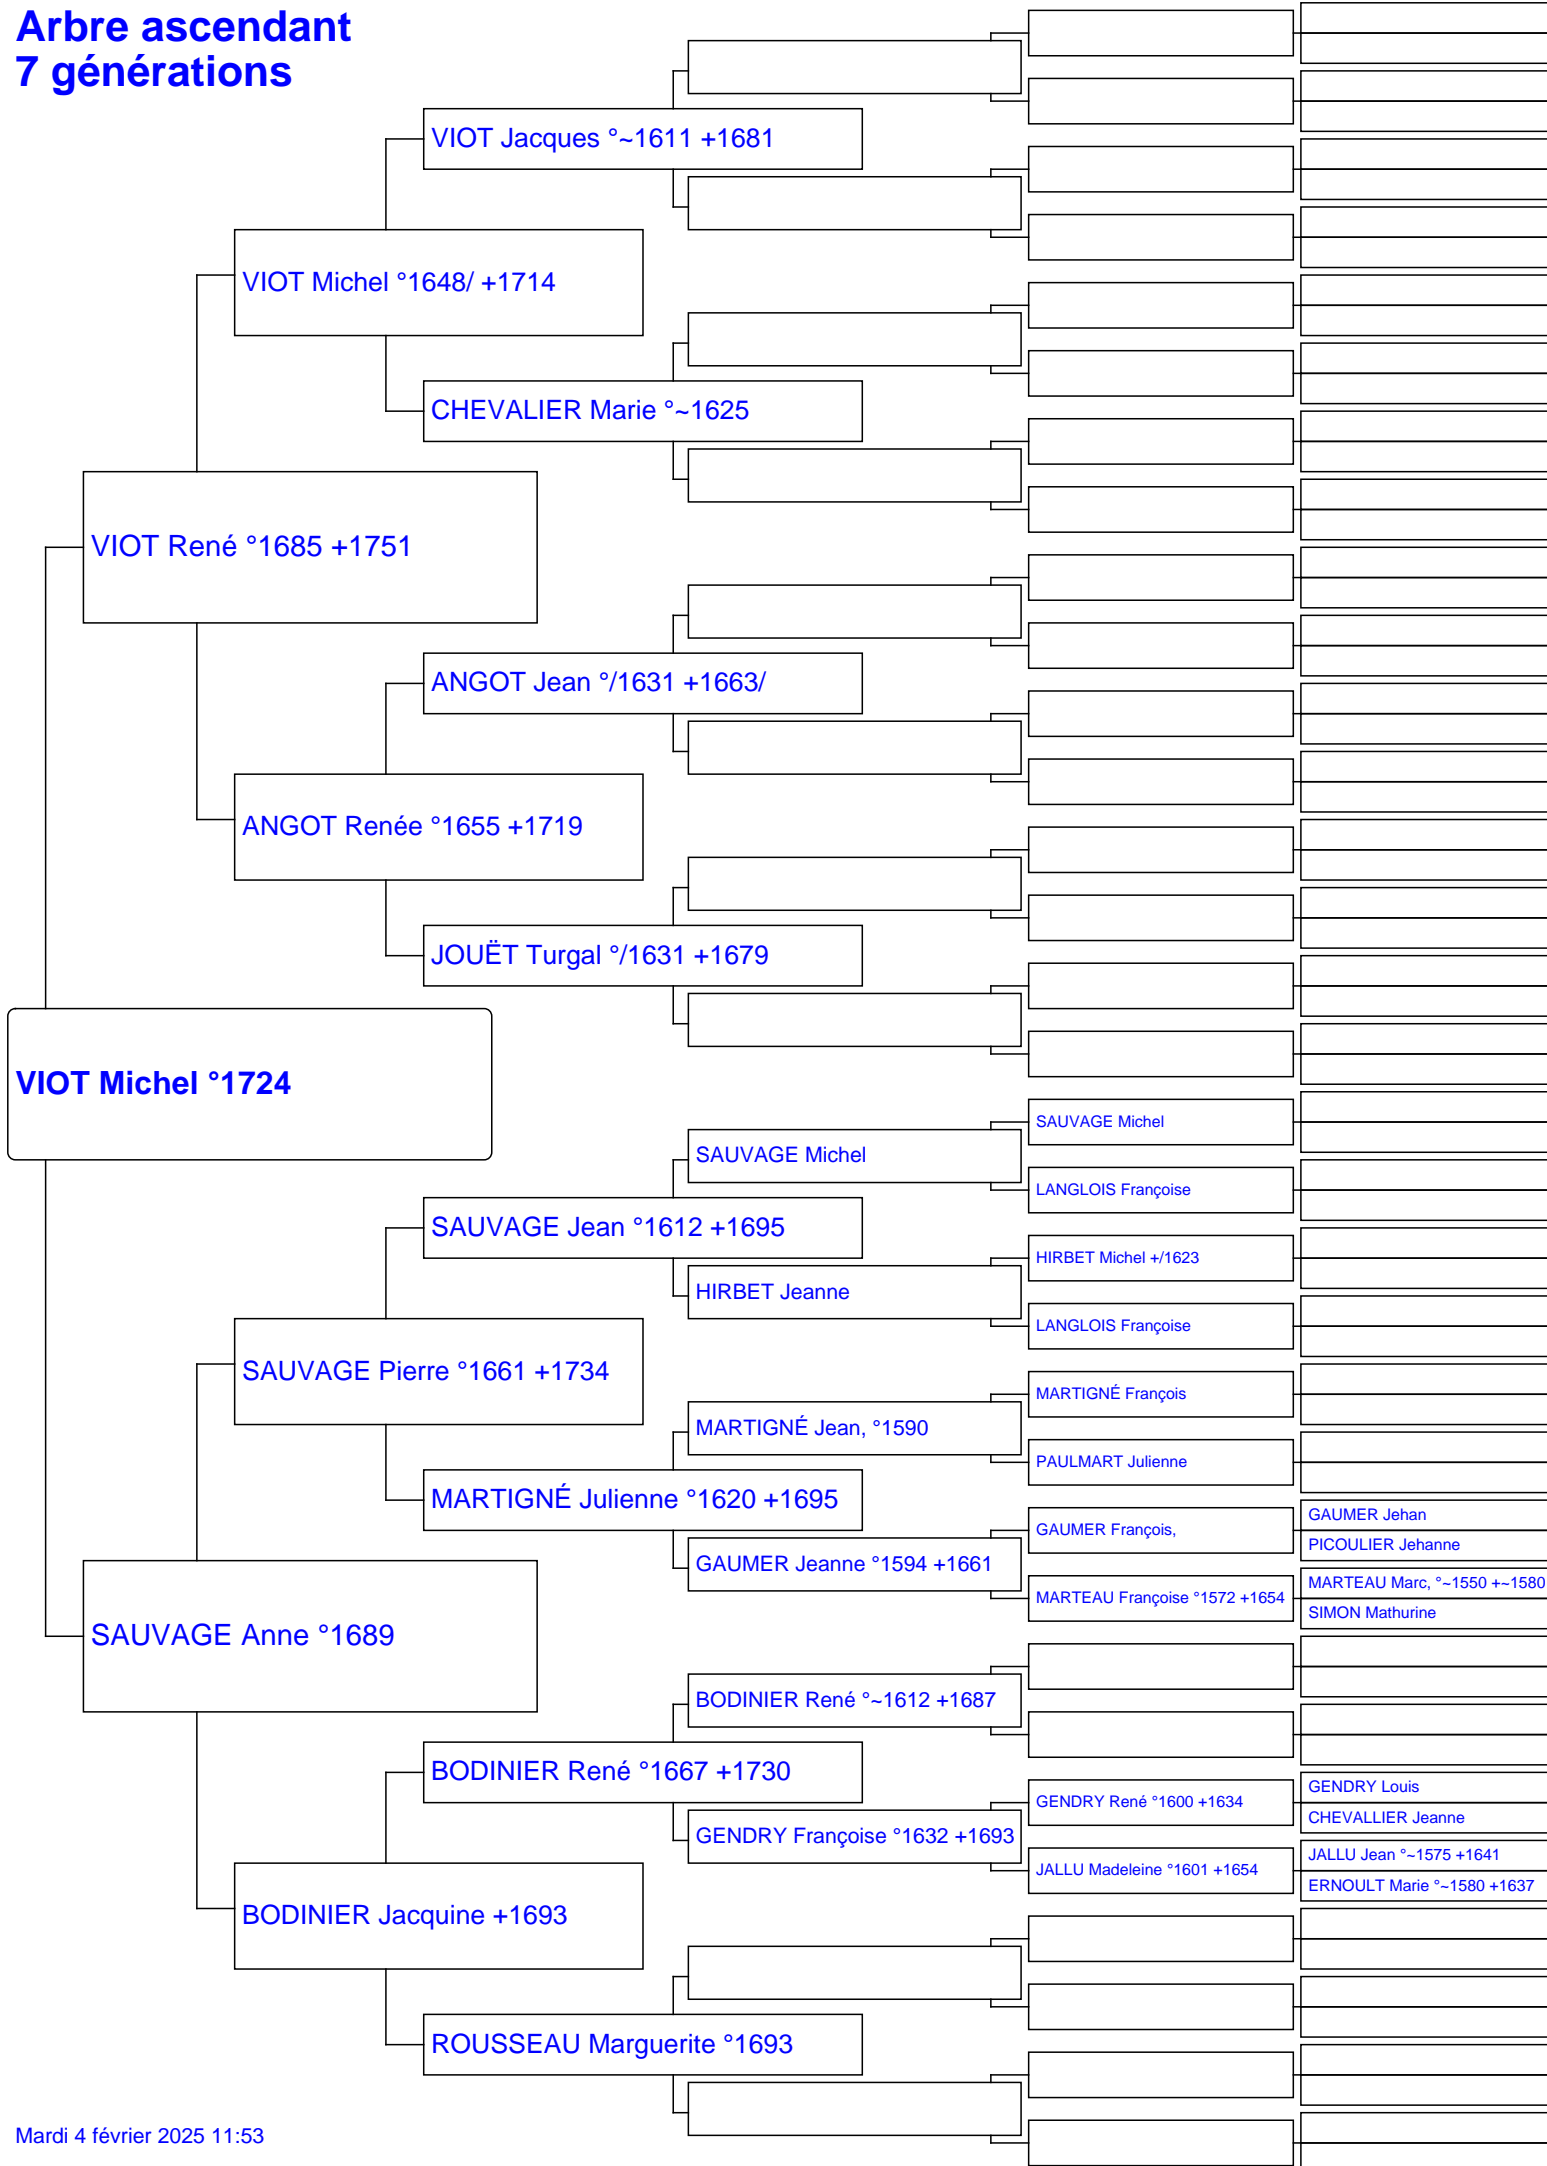 Arbre ascendant
7 générations
VIOT Jacques °~1611 +1681
VIOT Michel °1648/ +1714
CHEVALIER Marie °~1625
VIOT René °1685 +1751
ANGOT Jean °/1631 +1663/
ANGOT Renée °1655 +1719
JOUËT Turgal °/1631 +1679
VIOT Michel °1724
SAUVAGE Michel
SAUVAGE Michel
LANGLOIS Françoise
SAUVAGE Jean °1612 +1695
HIRBET Michel +/1623
HIRBET Jeanne
LANGLOIS Françoise
SAUVAGE Pierre °1661 +1734
MARTIGNÉ François
MARTIGNÉ Jean, °1590
PAULMART Julienne
MARTIGNÉ Julienne °1620 +1695
GAUMER Jehan
GAUMER François,
PICOULIER Jehanne
GAUMER Jeanne °1594 +1661
MARTEAU Marc, °~1550 +~1580
MARTEAU Françoise °1572 +1654
SIMON Mathurine
SAUVAGE Anne °1689
BODINIER René °~1612 +1687
BODINIER René °1667 +1730
GENDRY Louis
GENDRY René °1600 +1634
CHEVALLIER Jeanne
GENDRY Françoise °1632 +1693
JALLU Jean °~1575 +1641
JALLU Madeleine °1601 +1654
ERNOULT Marie °~1580 +1637
BODINIER Jacquine +1693
ROUSSEAU Marguerite °1693
Mardi 4 février 2025 11:53